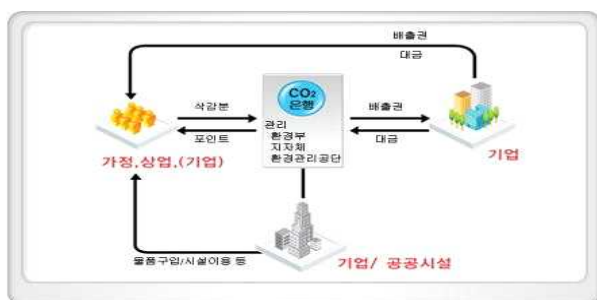 배출권
대금
CO₂
은행
삭감분
포인트
관리
환경부
지자체
환경관리공단
배출권
대금
가정,상업,(기업)
기업
물품구입/시설이용 등
기업/ 공공시설